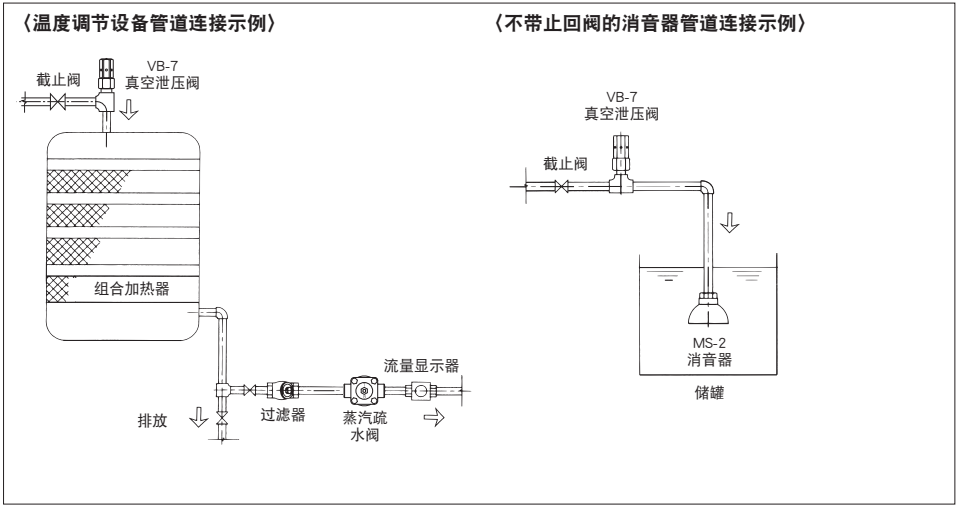 〈温度调节设备管道连接示例〉
VB-7
真空泄压阀
截止阀
组合加热器
排放
过滤器
蒸汽疏
水阀
流量显示器
〈不带止回阀的消音器管道连接示例〉
VB-7
真空泄压阀
截止阀
MS-2
消音器
储罐